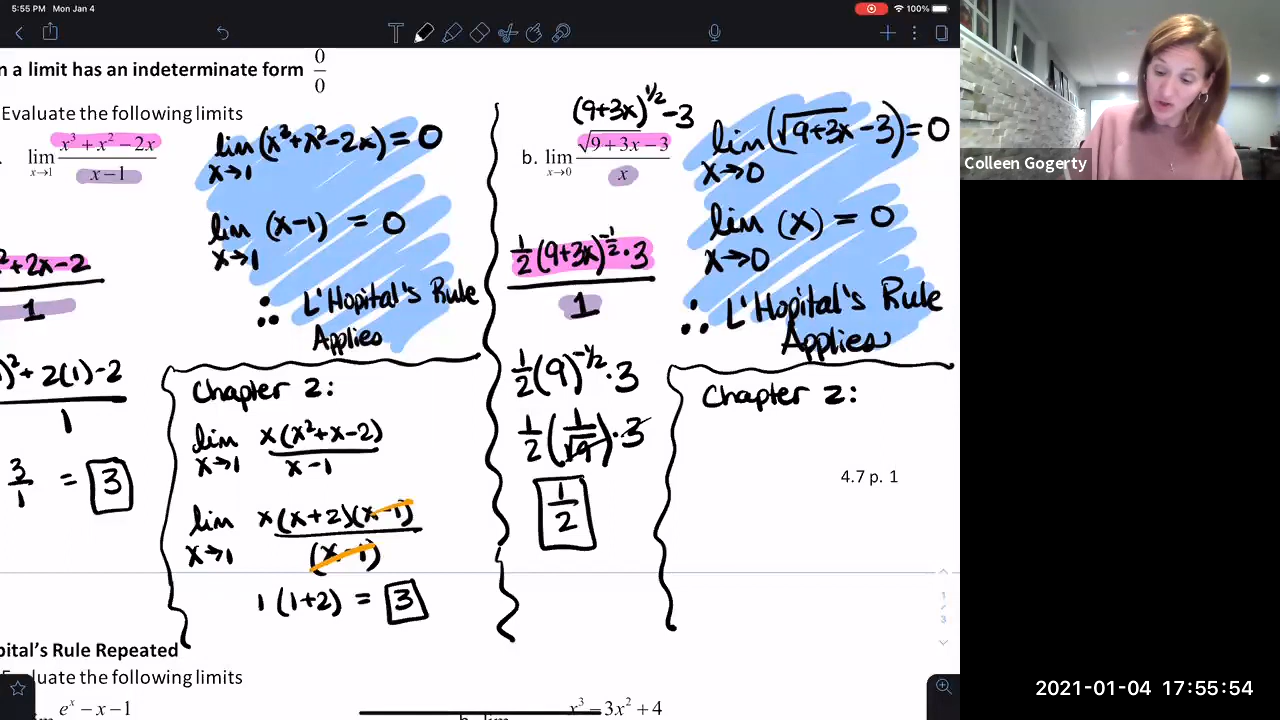 5:55 PM Mon Jan 4
100%
n a limit has an indeterminate form 0/0
Evaluate the following limits
lim x→1 (x³ + x² − 2x)/(x − 1)
lim x→1 (x³+x²−2x) = 0
lim x→1 (x−1) = 0
∴ L'Hopital's Rule
Applies
²+2x−2
1
)²+ 2(1)−2
1
3/1 = 3
Chapter 2:
lim x→1 x(x²+x−2)/(x−1)
lim x→1 x(x+2)(x−1)/(x−1)
1(1+2) = 3
(9+3x)^1/2 −3
b. lim x→0 (√9 + 3x − 3)/x
1/2(9+3x)^−1/2 · 3
1
1/2(9)^−1/2 · 3
1/2(1/√9) · 3
1/2
lim x→0 (√9+3x −3) = 0
lim x→0 (x) = 0
∴ L'Hopital's Rule
Applies
Chapter 2:
4.7 p. 1
1
/
3
pital's Rule Repeated
Evaluate the following limits
e^x − x − 1
b. lim x³ − 3x² + 4
Colleen Gogerty
2021-01-04 17:55:54